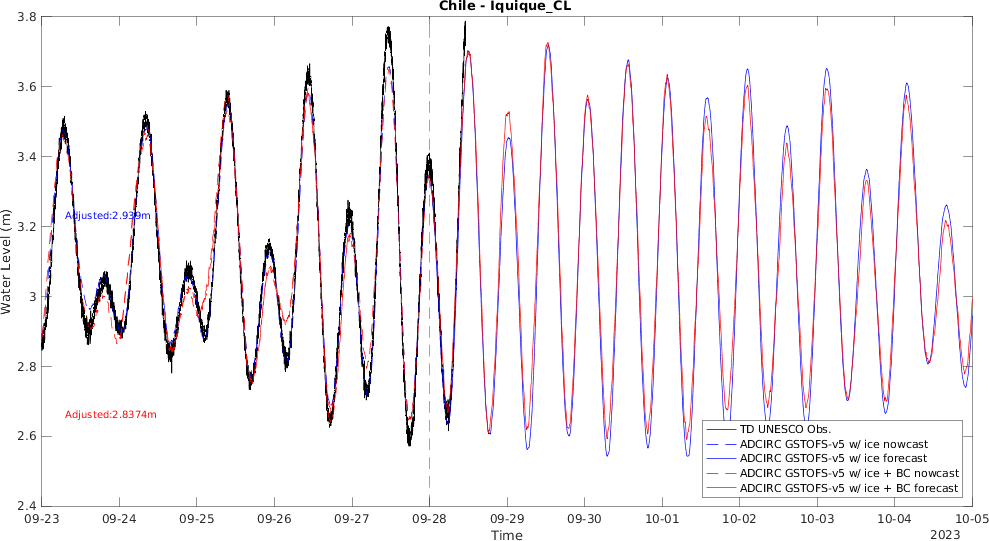 Chile - Iquique_CL
3.8
3.6
3.4
3.2
3
2.8
2.6
2.4
Water Level (m)
Adjusted:2.939m
Adjusted:2.8374m
TD UNESCO Obs.
ADCIRC GSTOFS-v5 w/ ice nowcast
ADCIRC GSTOFS-v5 w/ ice forecast
ADCIRC GSTOFS-v5 w/ ice + BC nowcast
ADCIRC GSTOFS-v5 w/ ice + BC forecast
09-23 09-24 09-25 09-26 09-27 09-28 09-29 09-30 10-01 10-02 10-03 10-04 10-05
Time
2023